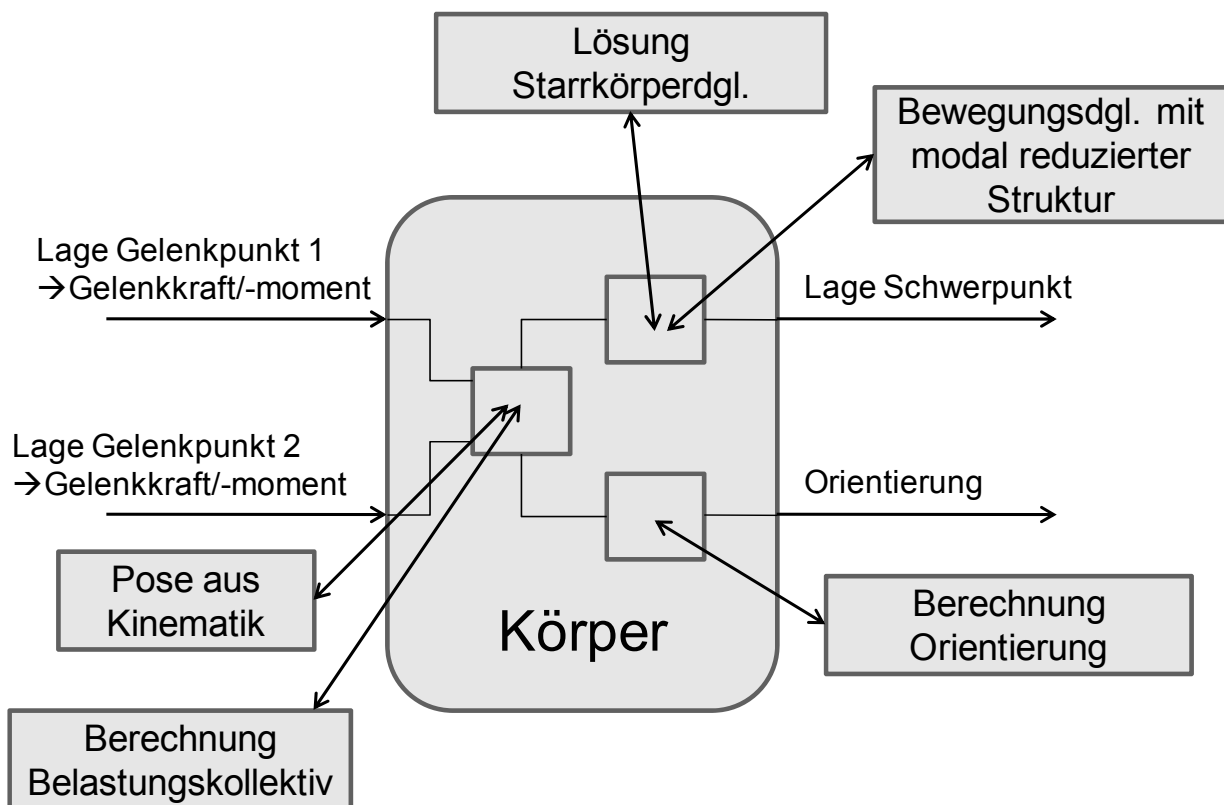 Lösung
Starrkörperdgl.
Bewegungsdgl. mit
modal reduzierter
Struktur
Lage Gelenkpunkt 1
→Gelenkkraft/-moment
Lage Schwerpunkt
Lage Gelenkpunkt 2
→Gelenkkraft/-moment
Orientierung
Pose aus
Kinematik
Körper
Berechnung
Orientierung
Berechnung
Belastungskollektiv